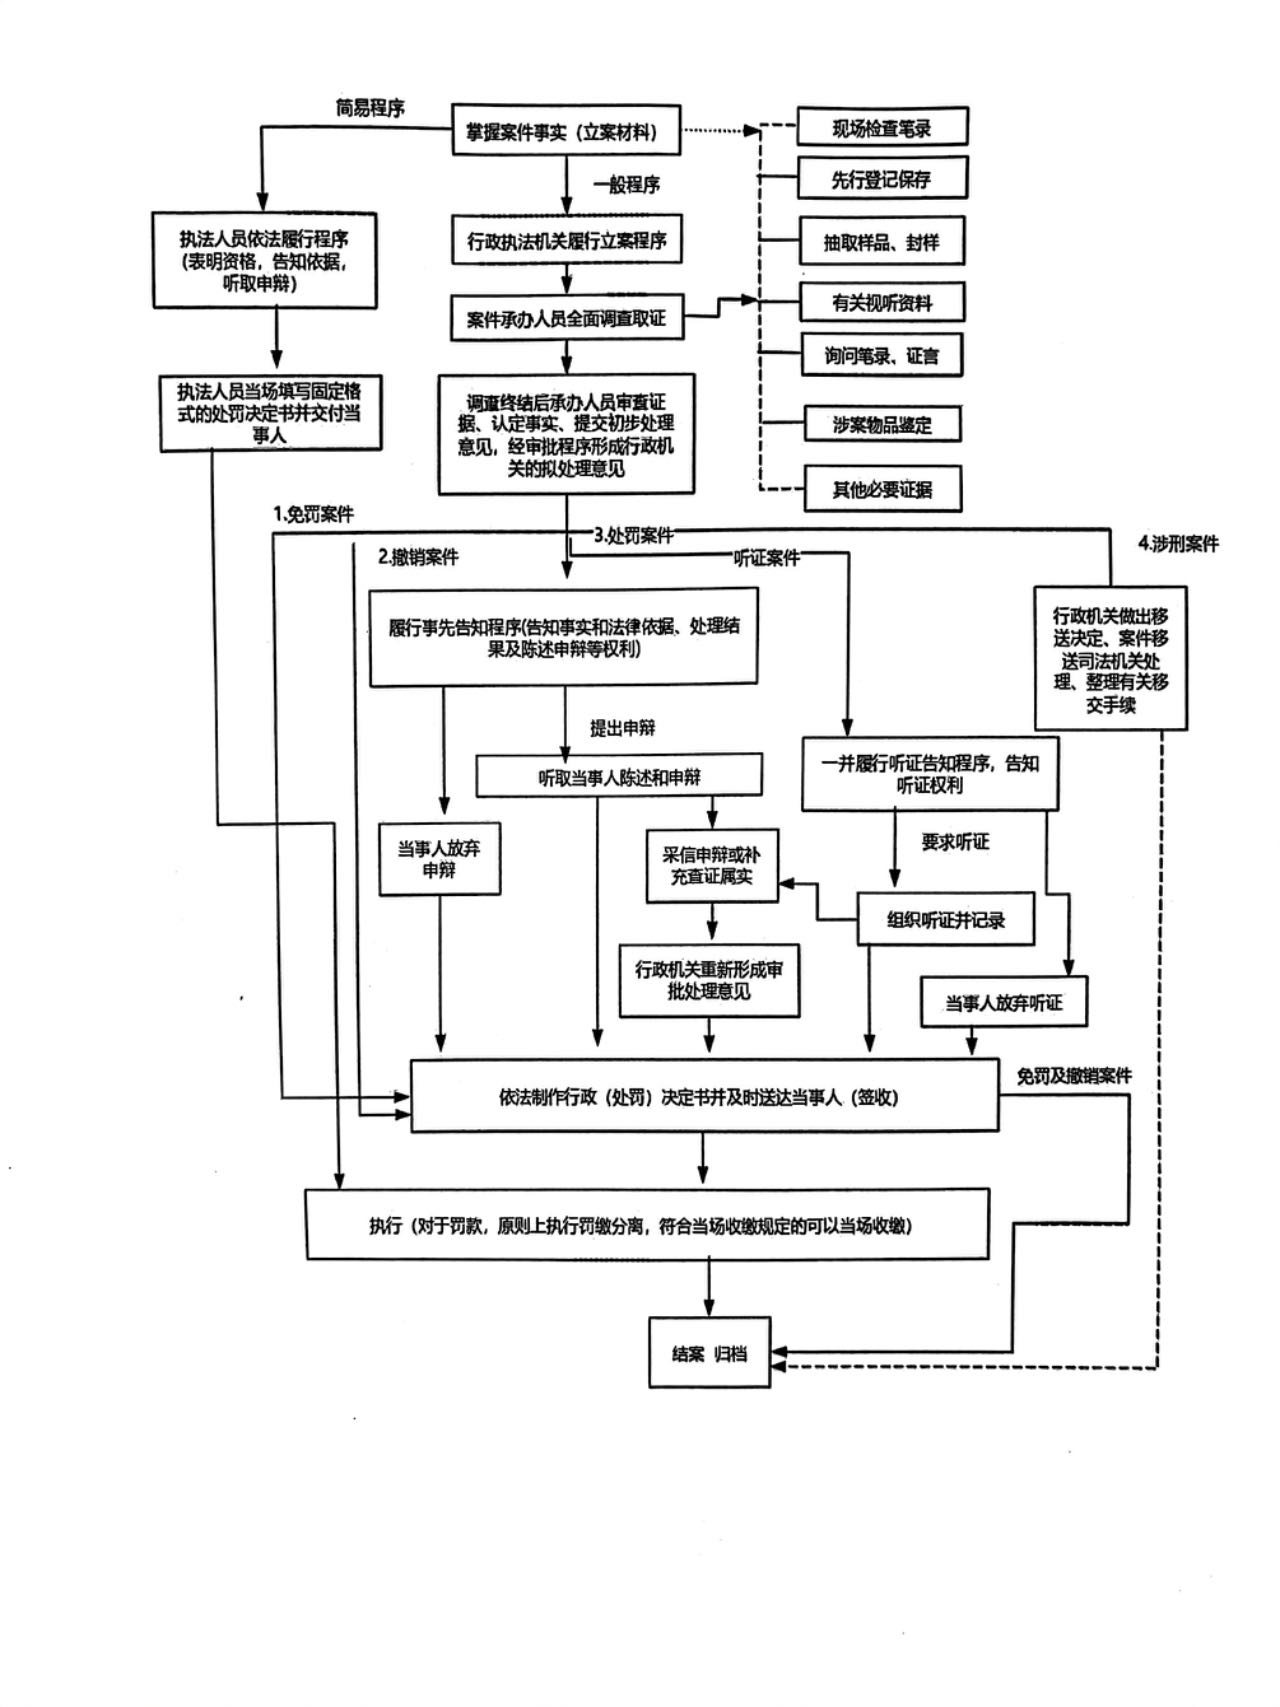 简易程序
掌握案件事实（立案材料）
现场检查笔录
先行登记保存
抽取样品、封样
有关视听资料
询问笔录、证言
涉案物品鉴定
其他必要证据
一般程序
执法人员依法履行程序
（表明资格，告知依据，
听取申辩）
行政执法机关履行立案程序
案件承办人员全面调查取证
执法人员当场填写固定格
式的处罚决定书并交付当
事人
调查终结后承办人员审查证
据、认定事实、提交初步处理
意见，经审批程序形成行政机
关的拟处理意见
1.免罚案件
2.撤销案件
3.处罚案件
听证案件
4.涉刑案件
履行事先告知程序(告知事实和法律依据、处理结
果及陈述申辩等权利)
行政机关做出移
送决定、案件移
送司法机关处
理、整理有关移
交手续
提出申辩
听取当事人陈述和申辩
一并履行听证告知程序，告知
听证权利
当事人放弃
申辩
采信申辩或补
充查证属实
要求听证
组织听证并记录
行政机关重新形成审
批处理意见
当事人放弃听证
依法制作行政（处罚）决定书并及时送达当事人（签收）
免罚及撤销案件
执行（对于罚款，原则上执行罚缴分离，符合当场收缴规定的可以当场收缴）
结案 归档